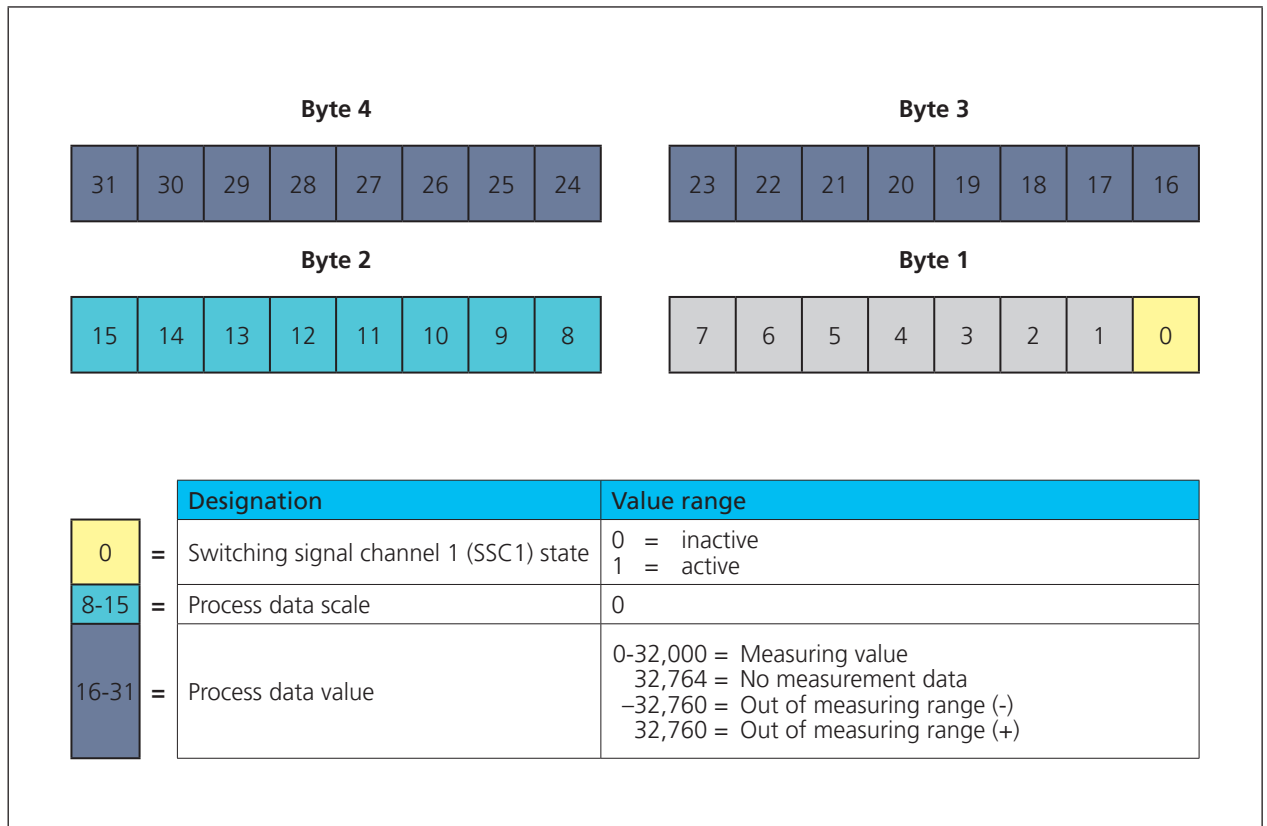 Byte 4
Byte 3
31 30 29 28 27 26 25 24
23 22 21 20 19 18 17 16
Byte 2
Byte 1
15 14 13 12 11 10 9 8
7 6 5 4 3 2 1 0
Designation
Value range
0 = Switching signal channel 1 (SSC1) state
0 = inactive
1 = active
8-15 = Process data scale
0
16-31 = Process data value
0-32,000 = Measuring value
32,764 = No measurement data
–32,760 = Out of measuring range (-)
32,760 = Out of measuring range (+)